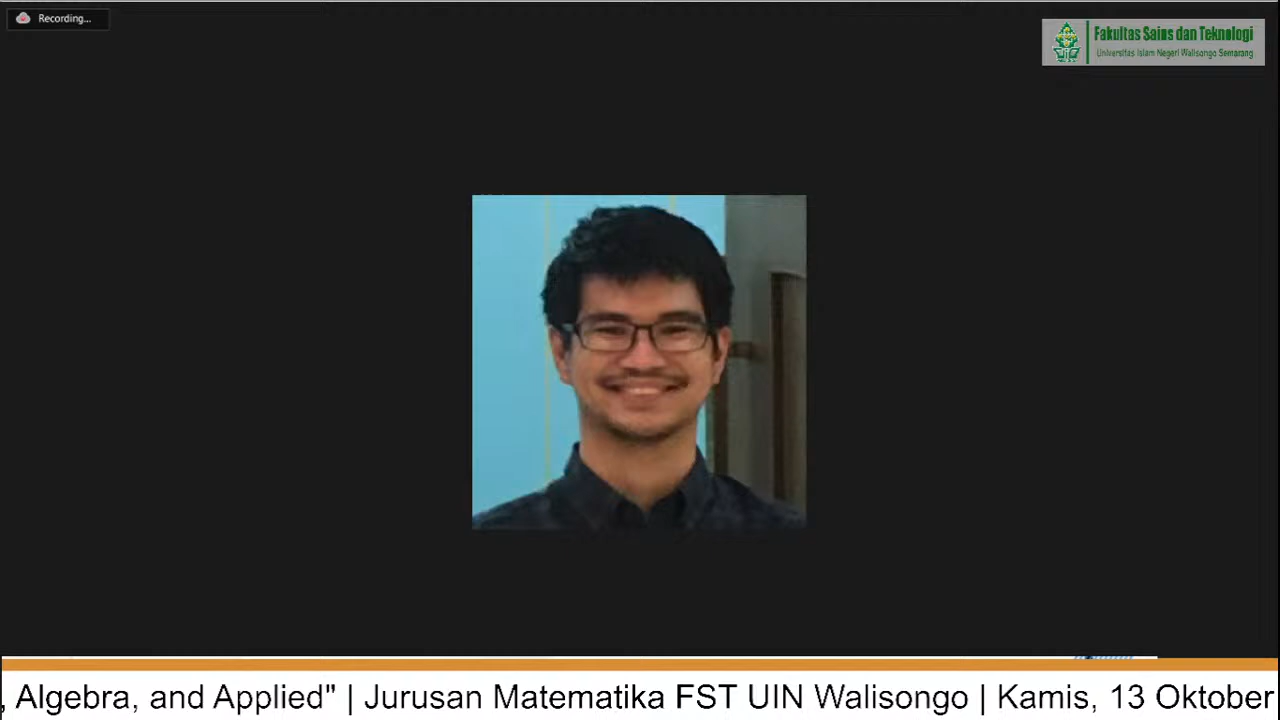 Recording...
Fakultas Sains dan Teknologi
Universitas Islam Negeri Walisongo Semarang
, Algebra, and Applied" | Jurusan Matematika FST UIN Walisongo | Kamis, 13 Oktober